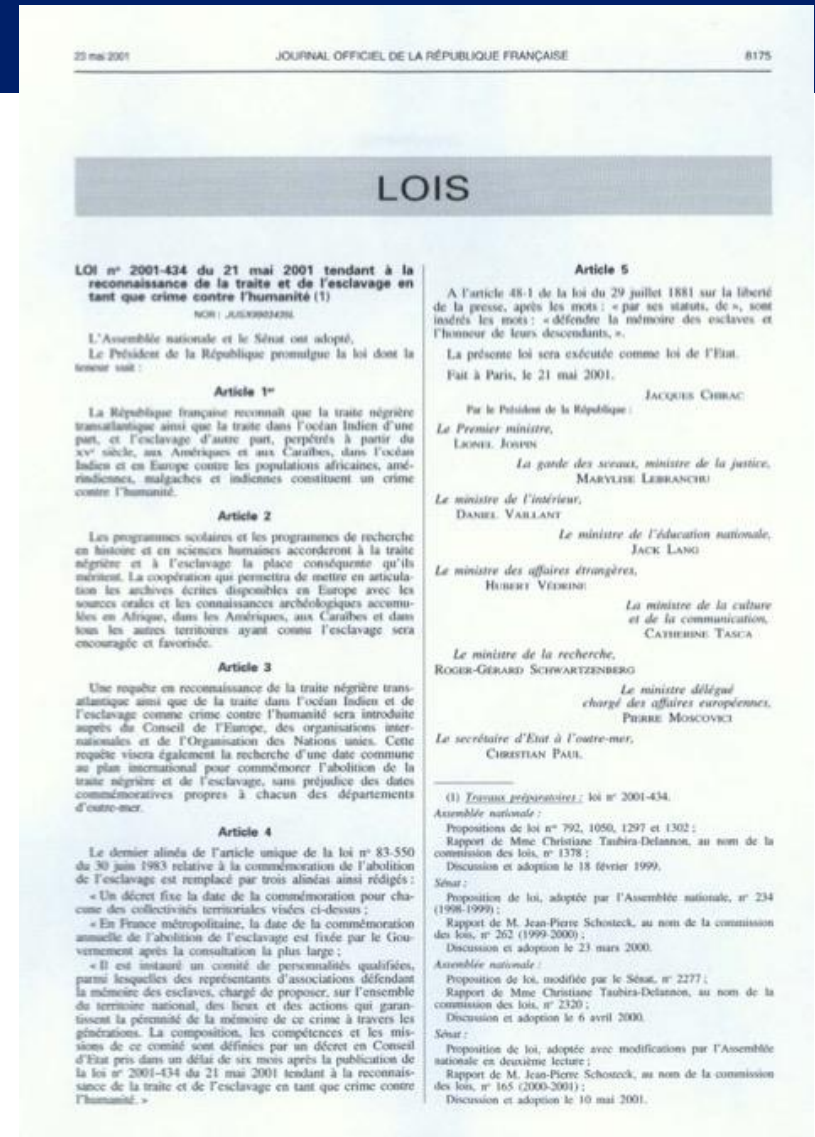 23 mai 2001 JOURNAL OFFICIEL DE LA RÉPUBLIQUE FRANÇAISE 8175
LOIS
LOI nº 2001-434 du 21 mai 2001 tendant à la
reconnaissance de la traite et de l'esclavage en
tant que crime contre l'humanité (1)
NOR :
L'Assemblée nationale et le Sénat ont adopté,
Le Président de la République promulgue la loi dont la
teneur suit :
Article 1er
La République française reconnaît que la traite négrière
transatlantique ainsi que la traite dans l'océan Indien d'une
part, et l'esclavage d'autre part, perpétrés à partir du
xve siècle, aux Amériques et aux Caraïbes, dans l'océan
Indien et en Europe contre les populations africaines, amé-
rindiennes, malgaches et indiennes constituent un crime
contre l'humanité.
Article 2
Les programmes scolaires et les programmes de recherche
en histoire et en sciences humaines accorderont à la traite
négrière et à l'esclavage la place conséquente qu'ils
méritent. La coopération qui permettra de mettre en articula-
tion les archives écrites disponibles en Europe avec les
sources orales et les connaissances archéologiques accumu-
lées en Afrique, dans les Amériques, aux Caraïbes et dans
tous les autres territoires ayant connu l'esclavage sera
encouragée et favorisée.
Article 3
Une requête en reconnaissance de la traite négrière trans-
atlantique ainsi que de la traite dans l'océan Indien et de
l'esclavage comme crime contre l'humanité sera introduite
auprès du Conseil de l'Europe, des organisations inter-
nationales et de l'Organisation des Nations unies. Cette
requête visera également la recherche d'une date commune
au plan international pour commémorer l'abolition de la
traite négrière et de l'esclavage, sans préjudice des dates
commémoratives propres à chacun des départements
d'outre-mer.
Article 4
Le dernier alinéa de l'article unique de la loi nº 83-550
du 30 juin 1983 relative à la commémoration de l'abolition
de l'esclavage est remplacé par trois alinéas ainsi rédigés :
« Un décret fixe la date de la commémoration pour cha-
cune des collectivités territoriales visées ci-dessus ;
« En France métropolitaine, la date de la commémoration
annuelle de l'abolition de l'esclavage est fixée par le Gou-
vernement après la consultation la plus large ;
« Il est instauré un comité de personnalités qualifiées,
parmi lesquelles des représentants d'associations défendant
la mémoire des esclaves, chargé de proposer, sur l'ensemble
du territoire national, des lieux et des actions qui garan-
tissent la pérennité de la mémoire de ce crime à travers les
générations. La composition, les compétences et les mis-
sions de ce comité sont définies par un décret en Conseil
d'Etat pris dans un délai de six mois après la publication de
la loi nº 2001-434 du 21 mai 2001 tendant à la reconnais-
sance de la traite et de l'esclavage en tant que crime contre
l'humanité. »
Article 5
A l'article 48-1 de la loi du 29 juillet 1881 sur la liberté
de la presse, après les mots : « par ses statuts, de », sont
insérés les mots : « défendre la mémoire des esclaves et
l'honneur de leurs descendants, ».
La présente loi sera exécutée comme loi de l'Etat.
Fait à Paris, le 21 mai 2001.
JACQUES CHIRAC
Par le Président de la République :
Le Premier ministre,
LIONEL JOSPIN
La garde des sceaux, ministre de la justice,
MARYLISE LEBRANCHU
Le ministre de l'intérieur,
DANIEL VAILLANT
Le ministre de l'éducation nationale,
JACK LANG
Le ministre des affaires étrangères,
HUBERT VÉDRINE
La ministre de la culture
et de la communication,
CATHERINE TASCA
Le ministre de la recherche,
ROGER-GÉRARD SCHWARTZENBERG
Le ministre délégué
chargé des affaires européennes,
PIERRE MOSCOVICI
Le secrétaire d'Etat à l'outre-mer,
CHRISTIAN PAUL
(1) Travaux préparatoires : loi nº 2001-434.
Assemblée nationale :
Propositions de loi nos 792, 1050, 1297 et 1302 ;
Rapport de Mme Christiane Taubira-Delannon, au nom de la
commission des lois, nº 1378 ;
Discussion et adoption le 18 février 1999.
Sénat :
Proposition de loi, adoptée par l'Assemblée nationale, nº 234
(1998-1999) ;
Rapport de M. Jean-Pierre Schosteck, au nom de la commission
des lois, nº 262 (1999-2000) ;
Discussion et adoption le 23 mars 2000.
Assemblée nationale :
Proposition de loi, modifiée par le Sénat, nº 2277 ;
Rapport de Mme Christiane Taubira-Delannon, au nom de la
commission des lois, nº 2320 ;
Discussion et adoption le 6 avril 2000.
Sénat :
Proposition de loi, adoptée avec modifications par l'Assemblée
nationale en deuxième lecture ;
Rapport de M. Jean-Pierre Schosteck, au nom de la commission
des lois, nº 165 (2000-2001) ;
Discussion et adoption le 10 mai 2001.